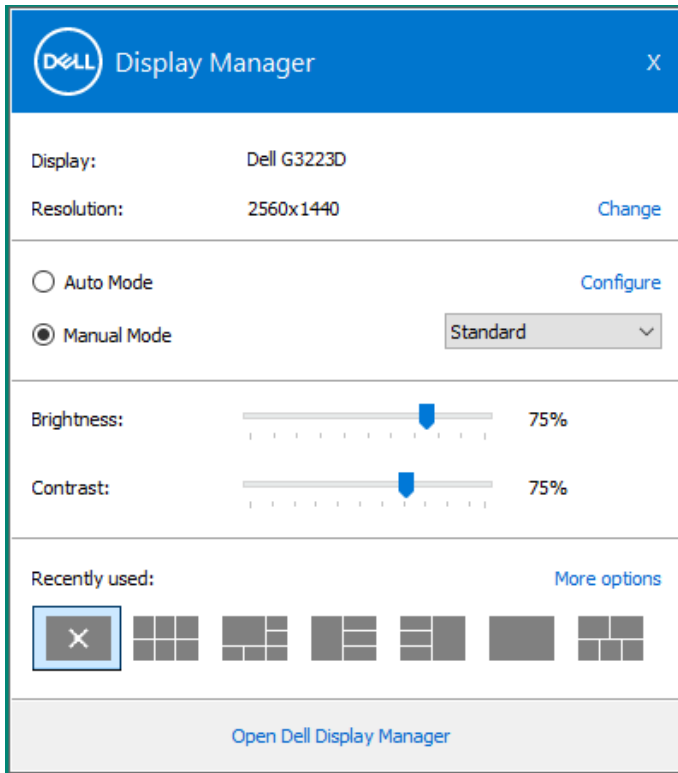 DELL Display Manager X
Display: Dell G3223D
Resolution: 2560x1440 Change
Auto Mode Configure
Manual Mode Standard
Brightness: 75%
Contrast: 75%
Recently used: More options
Open Dell Display Manager